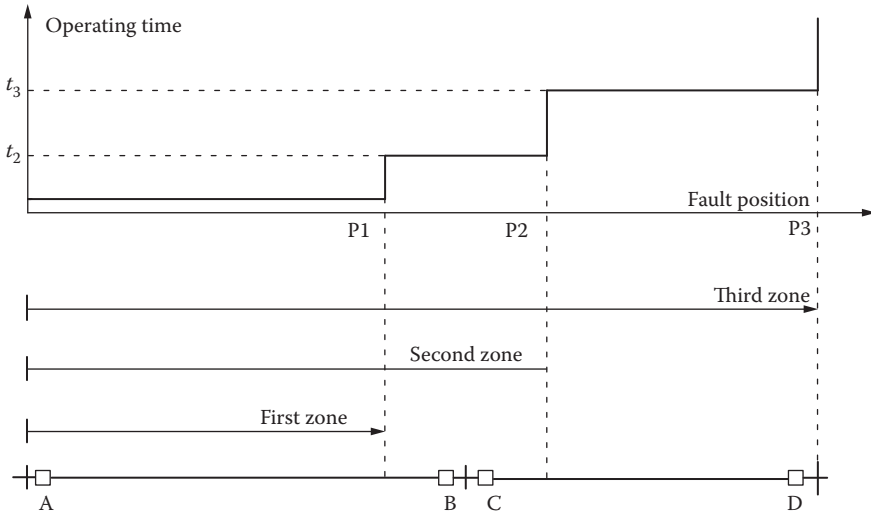 Operating time
t3
t2
Fault position
P1 P2 P3
Third zone
Second zone
First zone
A B C D